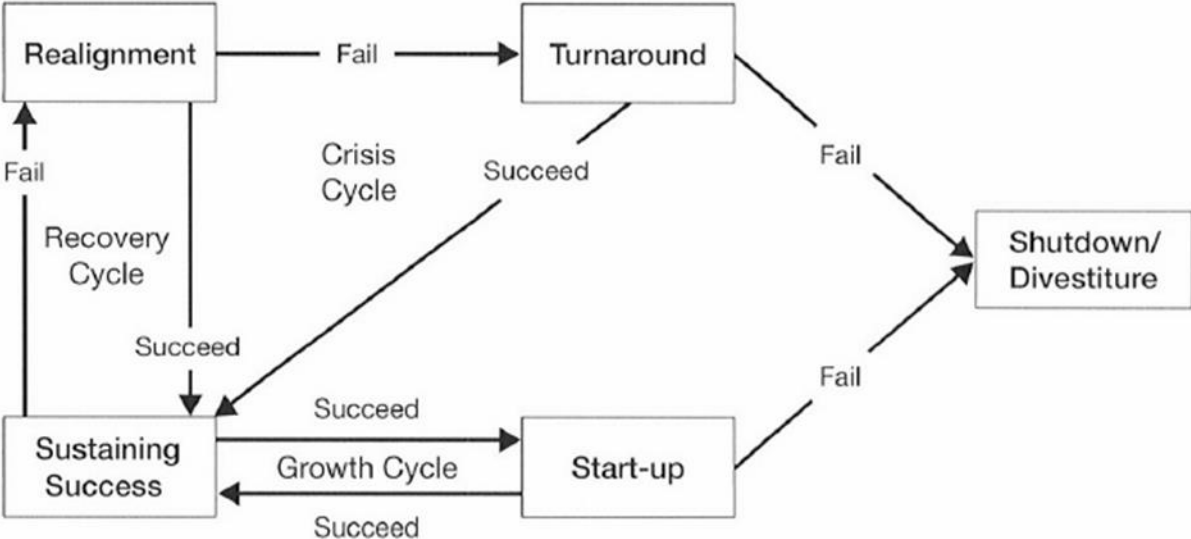 Realignment
Fail
Turnaround
Fail
Crisis
Cycle
Succeed
Fail
Recovery
Cycle
Shutdown/
Divestiture
Succeed
Fail
Succeed
Sustaining
Success
Growth Cycle
Start-up
Succeed